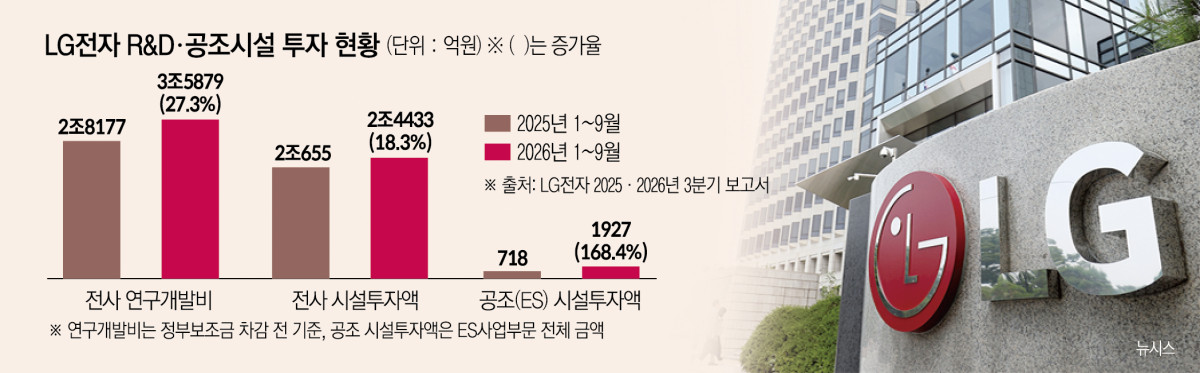 LG전자 R&D·공조시설 투자 현황 (단위 : 억원) ※ ( )는 증가율
2조8177
3조5879
(27.3%)
2조655
2조4433
(18.3%)
718
1927
(168.4%)
2025년 1~9월
2026년 1~9월
※ 출처: LG전자 2025 · 2026년 3분기 보고서
전사 연구개발비
전사 시설투자액
공조(ES) 시설투자액
※ 연구개발비는 정부보조금 차감 전 기준, 공조 시설투자액은 ES사업부문 전체 금액
LG
뉴시스